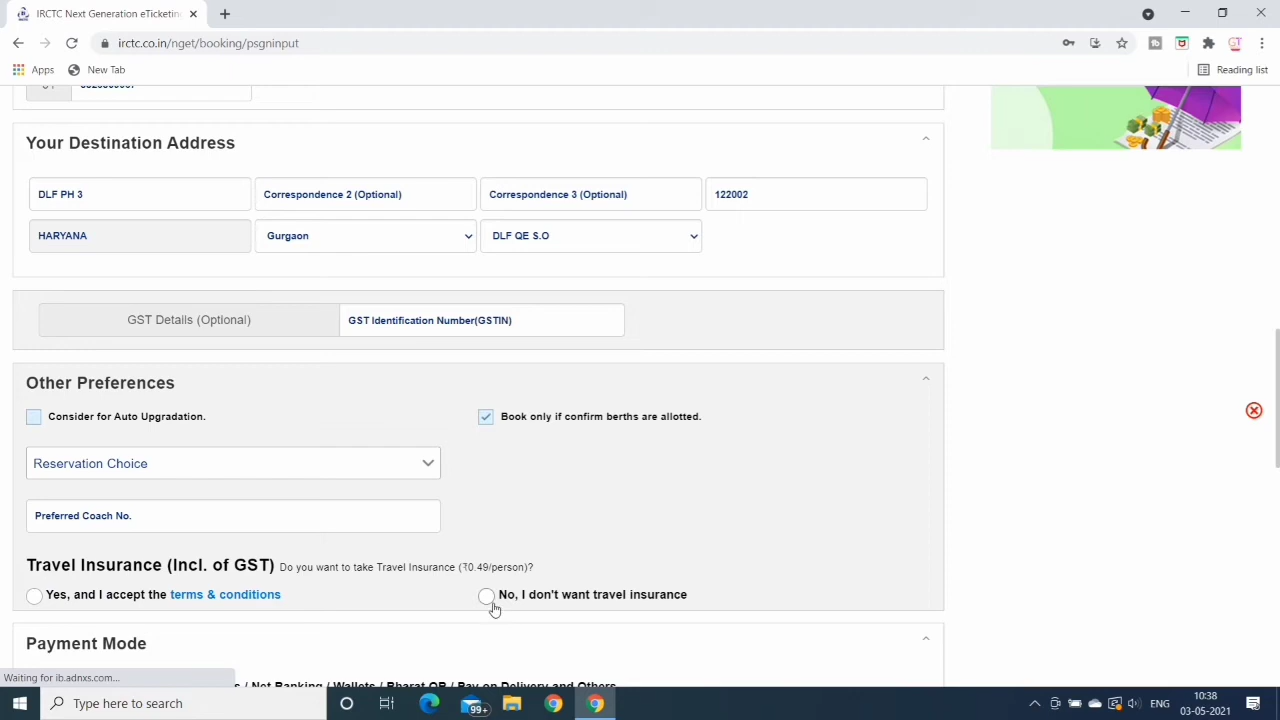 IRCTC Next Generation eTicketing
irctc.co.in/nget/booking/psgninput
GT
Apps
New Tab
Reading list
Your Destination Address
DLF PH 3
Correspondence 2 (Optional)
Correspondence 3 (Optional)
122002
HARYANA
Gurgaon
DLF QE S.O
GST Details (Optional)
GST Identification Number(GSTIN)
Other Preferences
Consider for Auto Upgradation.
Book only if confirm berths are allotted.
Reservation Choice
Preferred Coach No.
Travel Insurance (Incl. of GST) Do you want to take Travel Insurance (₹0.49/person)?
Yes, and I accept the terms & conditions
No, I don't want travel insurance
Payment Mode
Waiting for ib.adnxs.com...
/ Net Banking / Wallets / Bharat QR / Pay on Delivery and Others
Type here to search
99+
ENG
10:38
03-05-2021